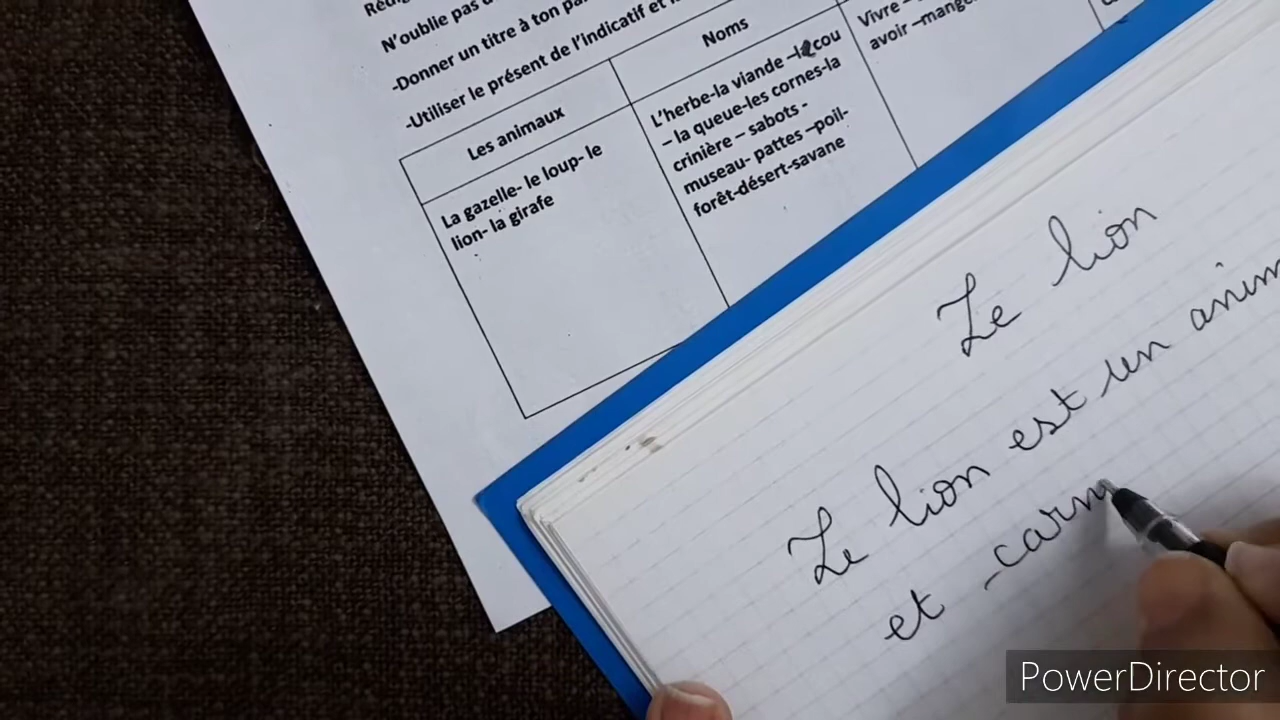 N'oublie pas
-Donner un titre à ton
-Utiliser le présent de l'indicatif et
Les animaux
La gazelle- le loup- le
lion- la girafe
Noms
L'herbe-la viande –le cou
– la queue-les cornes-la
crinière – sabots -
museau- pattes –poil-
forêt-désert-savane
Vivre –
avoir –mange
Le lion
Le lion est un anim
et carn
PowerDirector